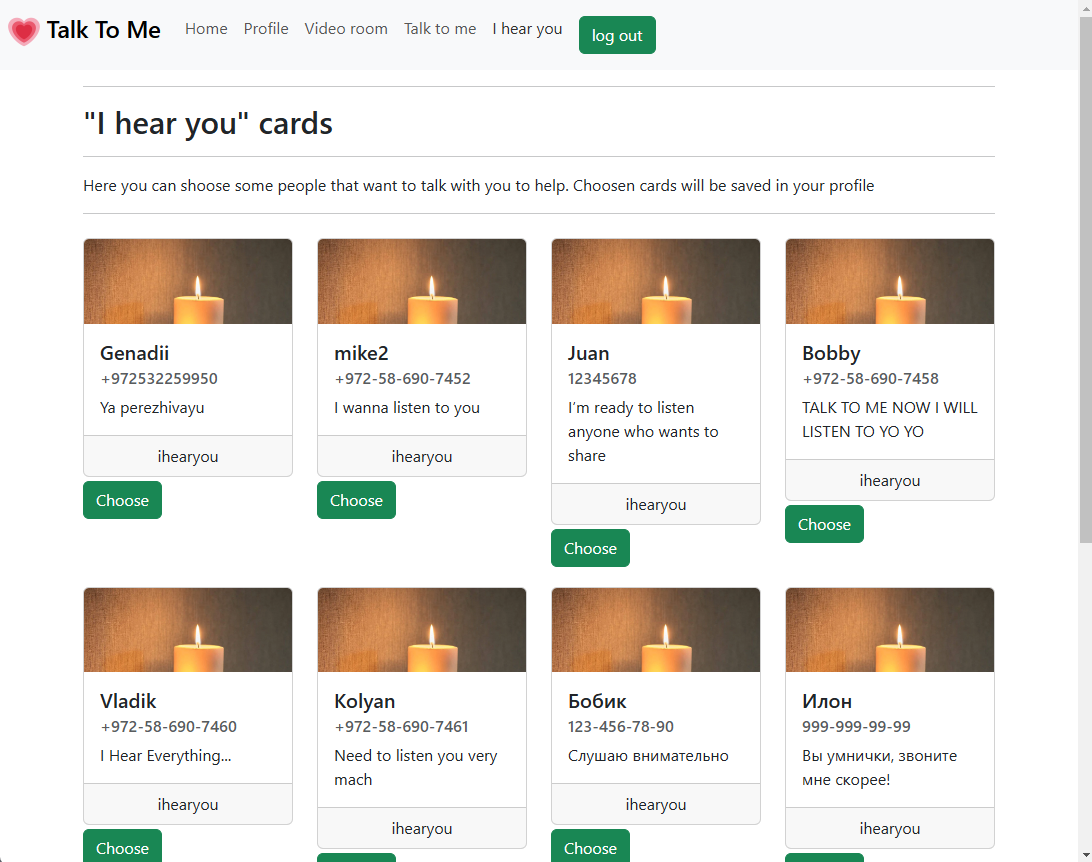 Talk To Me Home Profile Video room Talk to me I hear you log out
"I hear you" cards
Here you can shoose some people that want to talk with you to help. Choosen cards will be saved in your profile
Genadii
+972532259950
Ya perezhivayu
ihearyou
Choose
mike2
+972-58-690-7452
I wanna listen to you
ihearyou
Choose
Juan
12345678
I’m ready to listen
anyone who wants to
share
ihearyou
Choose
Bobby
+972-58-690-7458
TALK TO ME NOW I WILL
LISTEN TO YO YO
ihearyou
Choose
Vladik
+972-58-690-7460
I Hear Everything...
ihearyou
Choose
Kolyan
+972-58-690-7461
Need to listen you very
mach
ihearyou
Бобик
123-456-78-90
Слушаю внимательно
ihearyou
Choose
Илон
999-999-99-99
Вы умнички, звоните
мне скорее!
ihearyou